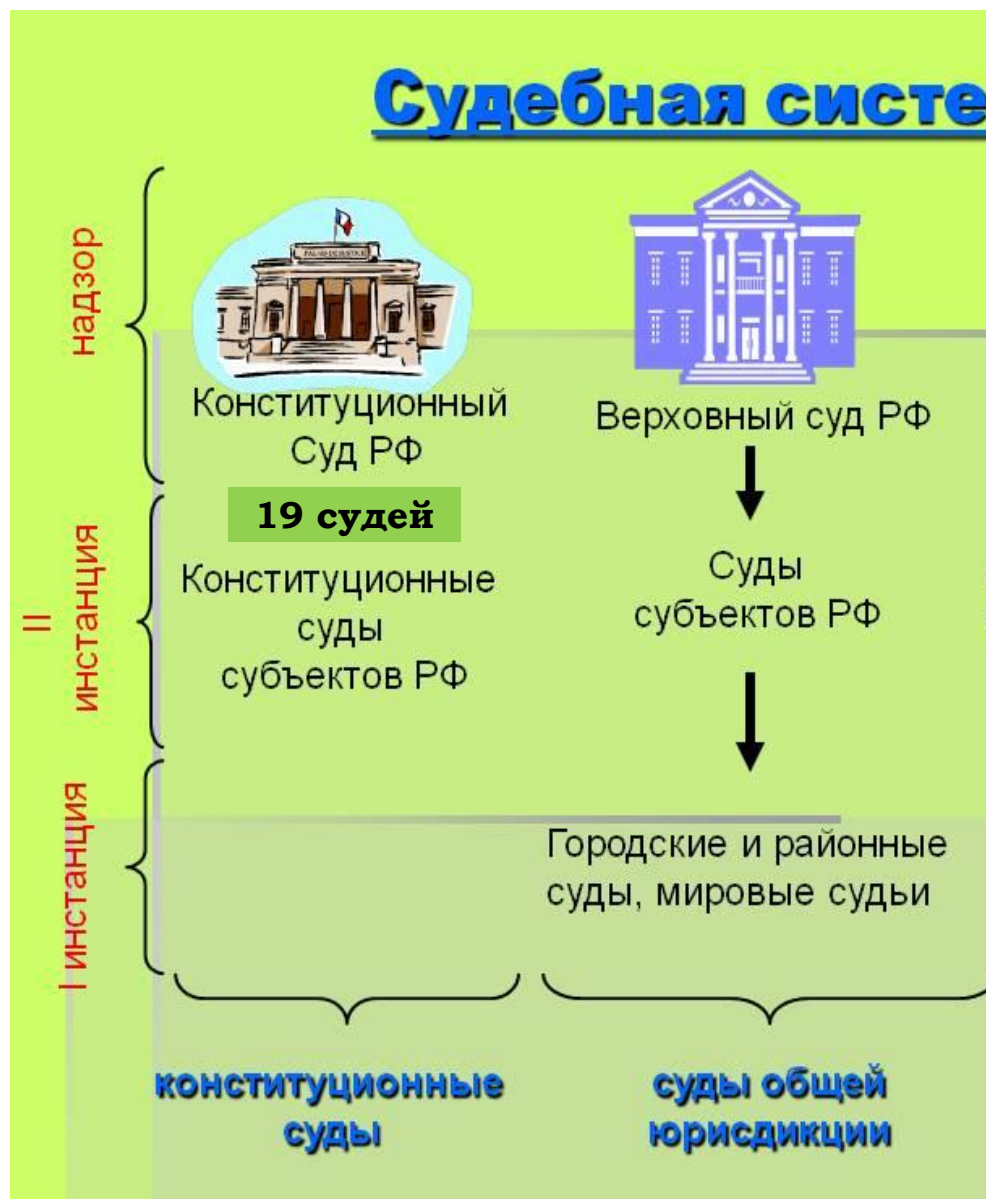 Судебная систе
надзор
Конституционный
Суд РФ
Верховный суд РФ
19 судей
II
инстанция
Конституционные
суды
субъектов РФ
Суды
субъектов РФ
I инстанция
Городские и районные
суды, мировые судьи
конституционные
суды
суды общей
юрисдикции